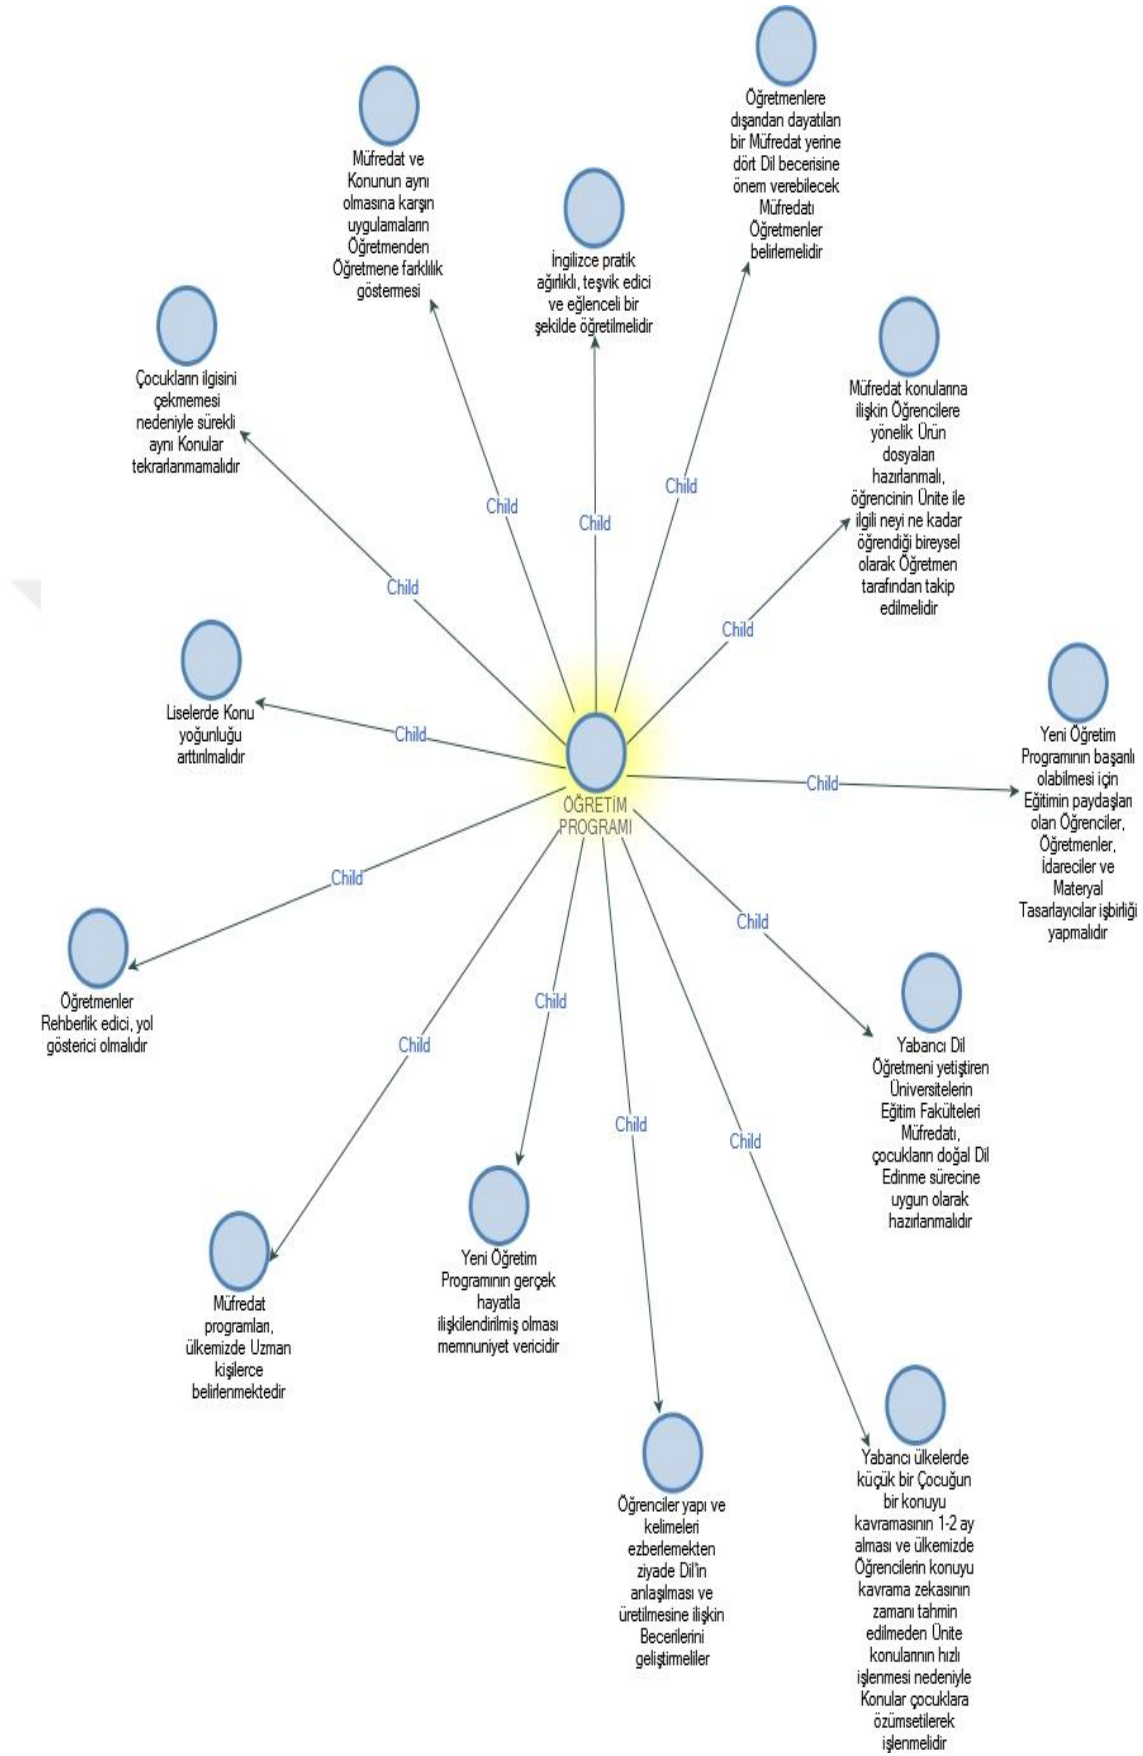 Öğretmenlere
dışarıdan dayatılan
bir Müfredat yerine
dört Dil becerisine
önem verebilecek
Müfredatı
Öğretmenler
belirlemelidir
Müfredat ve
Konunun aynı
olmasına karşın
uygulamaların
Öğretmenden
Öğretmene farklılık
göstermesi
İngilizce pratik
ağırlıklı, teşvik edici
ve eğlenceli bir
şekilde öğretilmelidir
Çocukların ilgisini
çekmemesi
nedeniyle sürekli
aynı Konular
tekrarlanmamalıdır
Müfredat konularına
ilişkin Öğrencilere
yönelik Ürün
dosyaları
hazırlanmalı,
öğrencinin Ünite ile
ilgili neyi ne kadar
öğrendiği bireysel
olarak Öğretmen
tarafından takip
edilmelidir
Child
Child
Child
Child
Child
Liselerde Konu
yoğunluğu
arttırılmalıdır
Child
Child
Yeni Öğretim
Programının başarılı
olabilmesi için
Eğitimin paydaşları
olan Öğrenciler,
Öğretmenler,
İdareciler ve
Materyal
Tasarlayıcılar işbirliği
yapmalıdır
ÖĞRETİM
PROGRAMI
Child
Child
Child
Child
Child
Child
Öğretmenler
Rehberlik edici, yol
gösterici olmalıdır
Yabancı Dil
Öğretmeni yetiştiren
Üniversitelerin
Eğitim Fakülteleri
Müfredatı,
çocukların doğal Dil
Edinme sürecine
uygun olarak
hazırlanmalıdır
Müfredat
programları,
ülkemizde Uzman
kişilerce
belirlenmektedir
Yeni Öğretim
Programının gerçek
hayatla
ilişkilendirilmiş olması
memnuniyet vericidir
Öğrenciler yapı ve
kelimeleri
ezberlemekten
ziyade Dil'in
anlaşılması ve
üretilmesine ilişkin
Becerilerini
geliştirmeliler
Yabancı ülkelerde
küçük bir Çocuğun
bir konuyu
kavramasının 1-2 ay
alması ve ülkemizde
Öğrencilerin konuyu
kavrama zekasının
zamanı tahmin
edilmeden Ünite
konularının hızlı
işlenmesi nedeniyle
Konular çocuklara
özümsetilerek
işlenmelidir